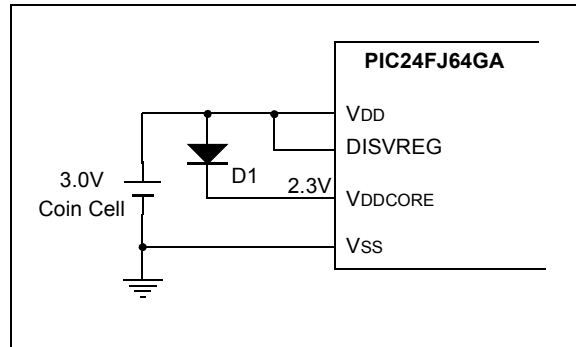 PIC24FJ64GA
VDD
DISVREG
D1
3.0V
2.3V
VDDCORE
Coin Cell
VSS